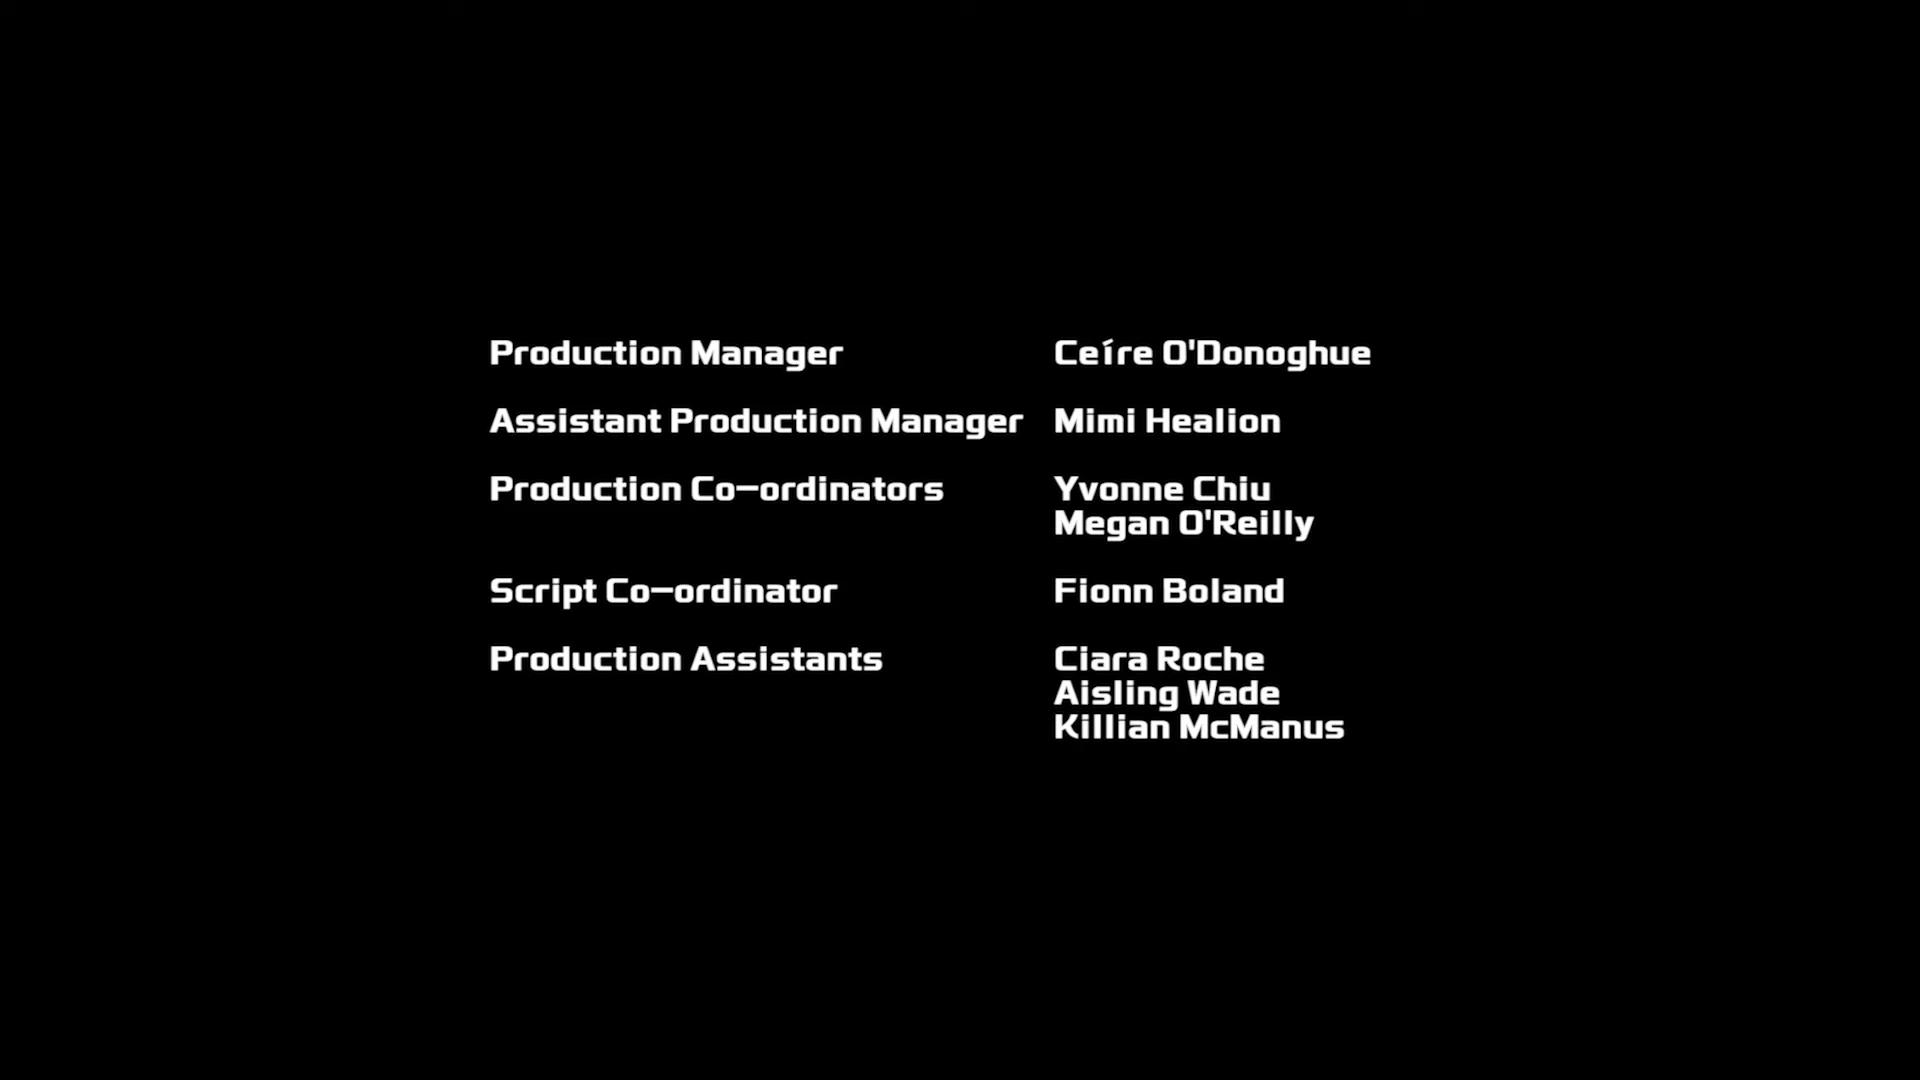 Production Manager Ceíre O'Donoghue
Assistant Production Manager Mimi Healion
Production Co-ordinators Yvonne Chiu
Megan O'Reilly
Script Co-ordinator Fionn Boland
Production Assistants Ciara Roche
Aisling Wade
Killian McManus